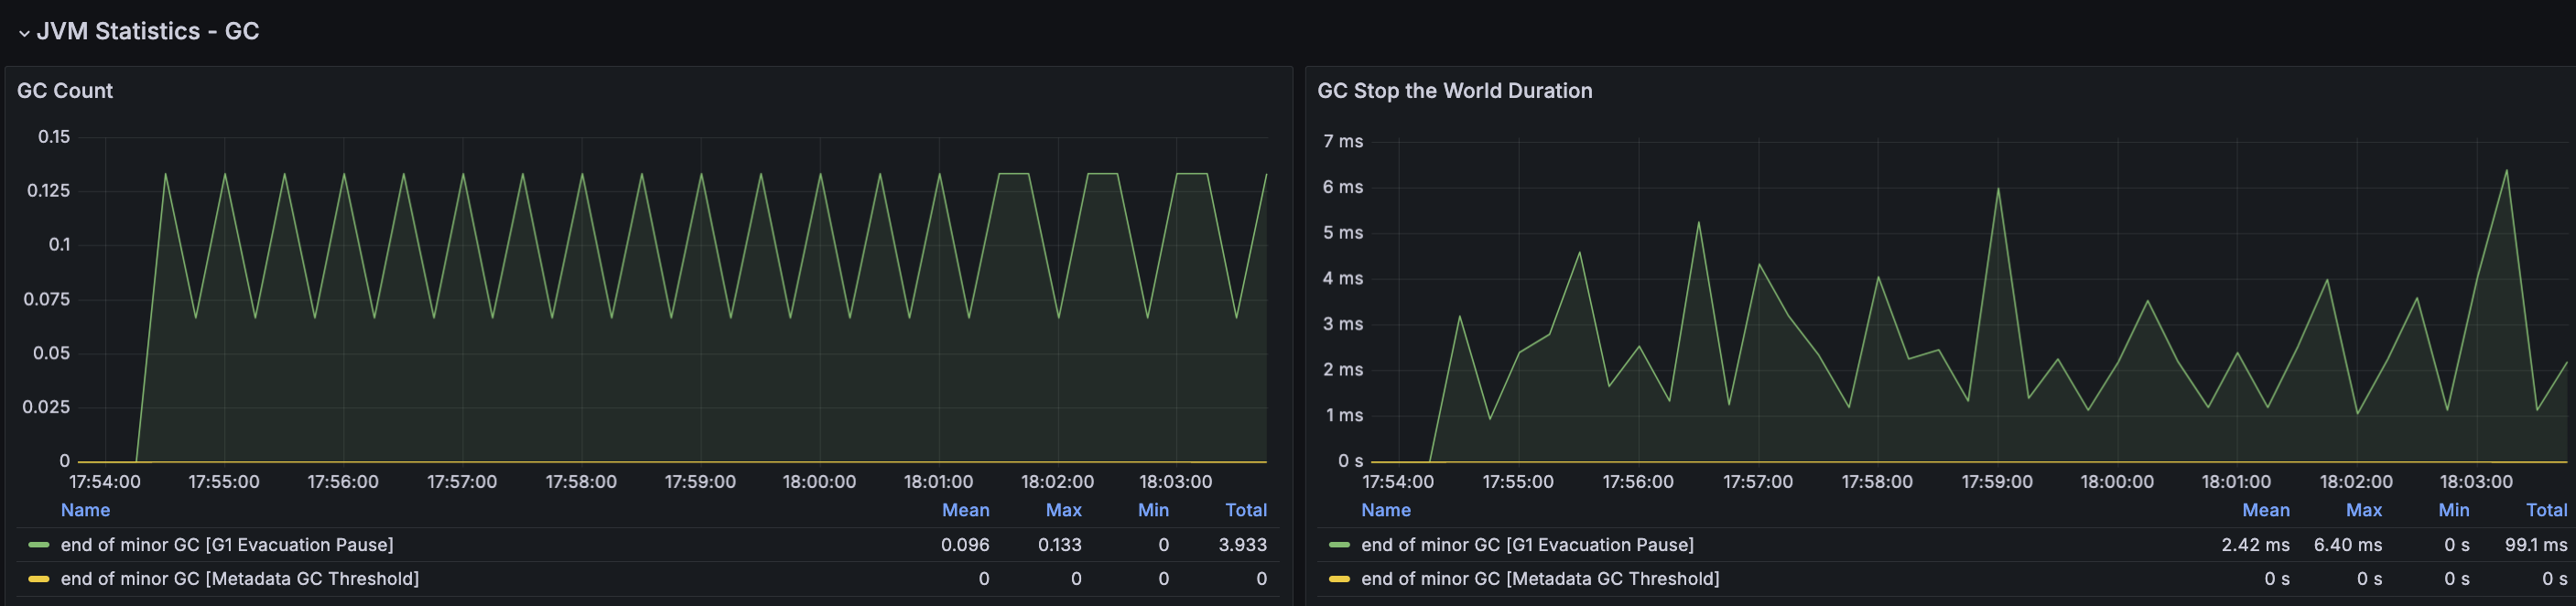 JVM Statistics - GC
GC Count
0.15
0.125
0.1
0.075
0.05
0.025
0
17:54:00 17:55:00 17:56:00 17:57:00 17:58:00 17:59:00 18:00:00 18:01:00 18:02:00 18:03:00
Name Mean Max Min Total
end of minor GC [G1 Evacuation Pause] 0.096 0.133 0 3.933
end of minor GC [Metadata GC Threshold] 0 0 0 0
GC Stop the World Duration
7 ms
6 ms
5 ms
4 ms
3 ms
2 ms
1 ms
0 s
17:54:00 17:55:00 17:56:00 17:57:00 17:58:00 17:59:00 18:00:00 18:01:00 18:02:00 18:03:00
Name Mean Max Min Total
end of minor GC [G1 Evacuation Pause] 2.42 ms 6.40 ms 0 s 99.1 ms
end of minor GC [Metadata GC Threshold] 0 s 0 s 0 s 0 s